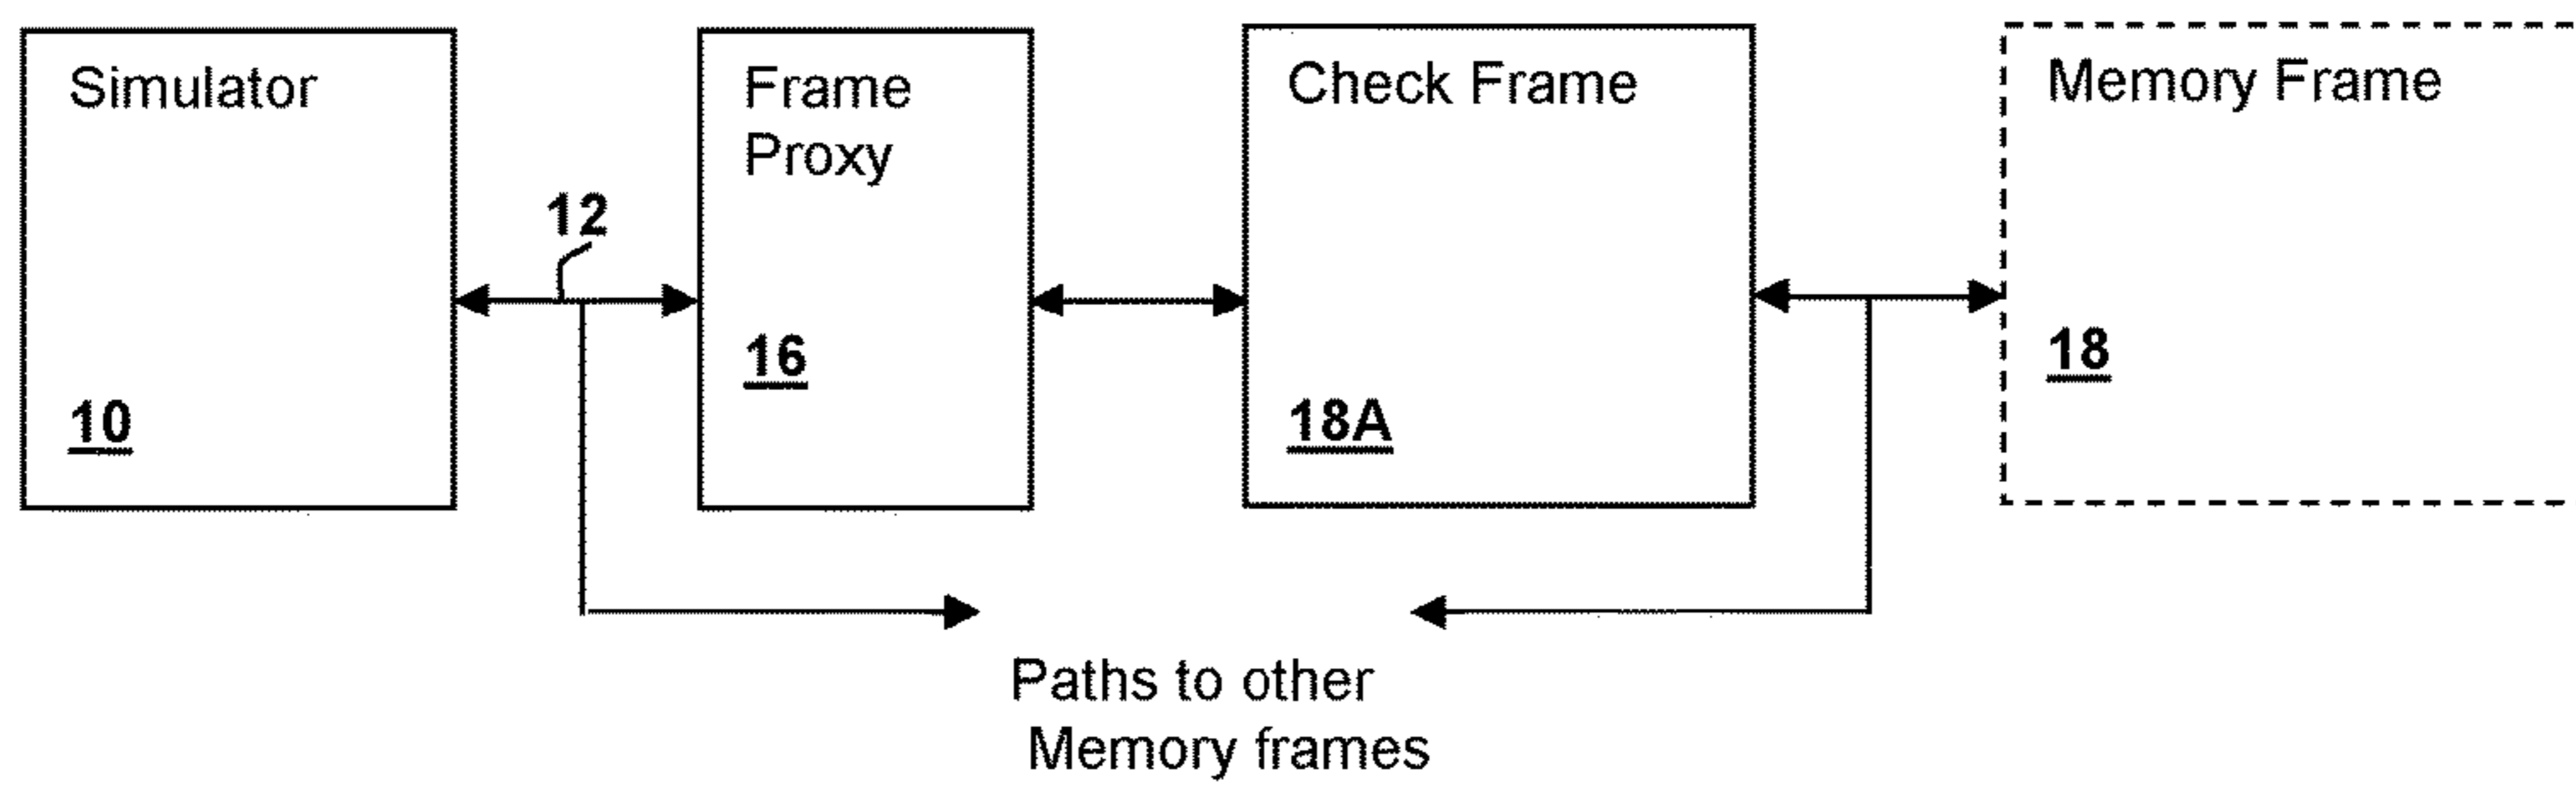 Simulator
10
12
Frame
Proxy
16
Check Frame
18A
Memory Frame
18
Paths to other
Memory frames